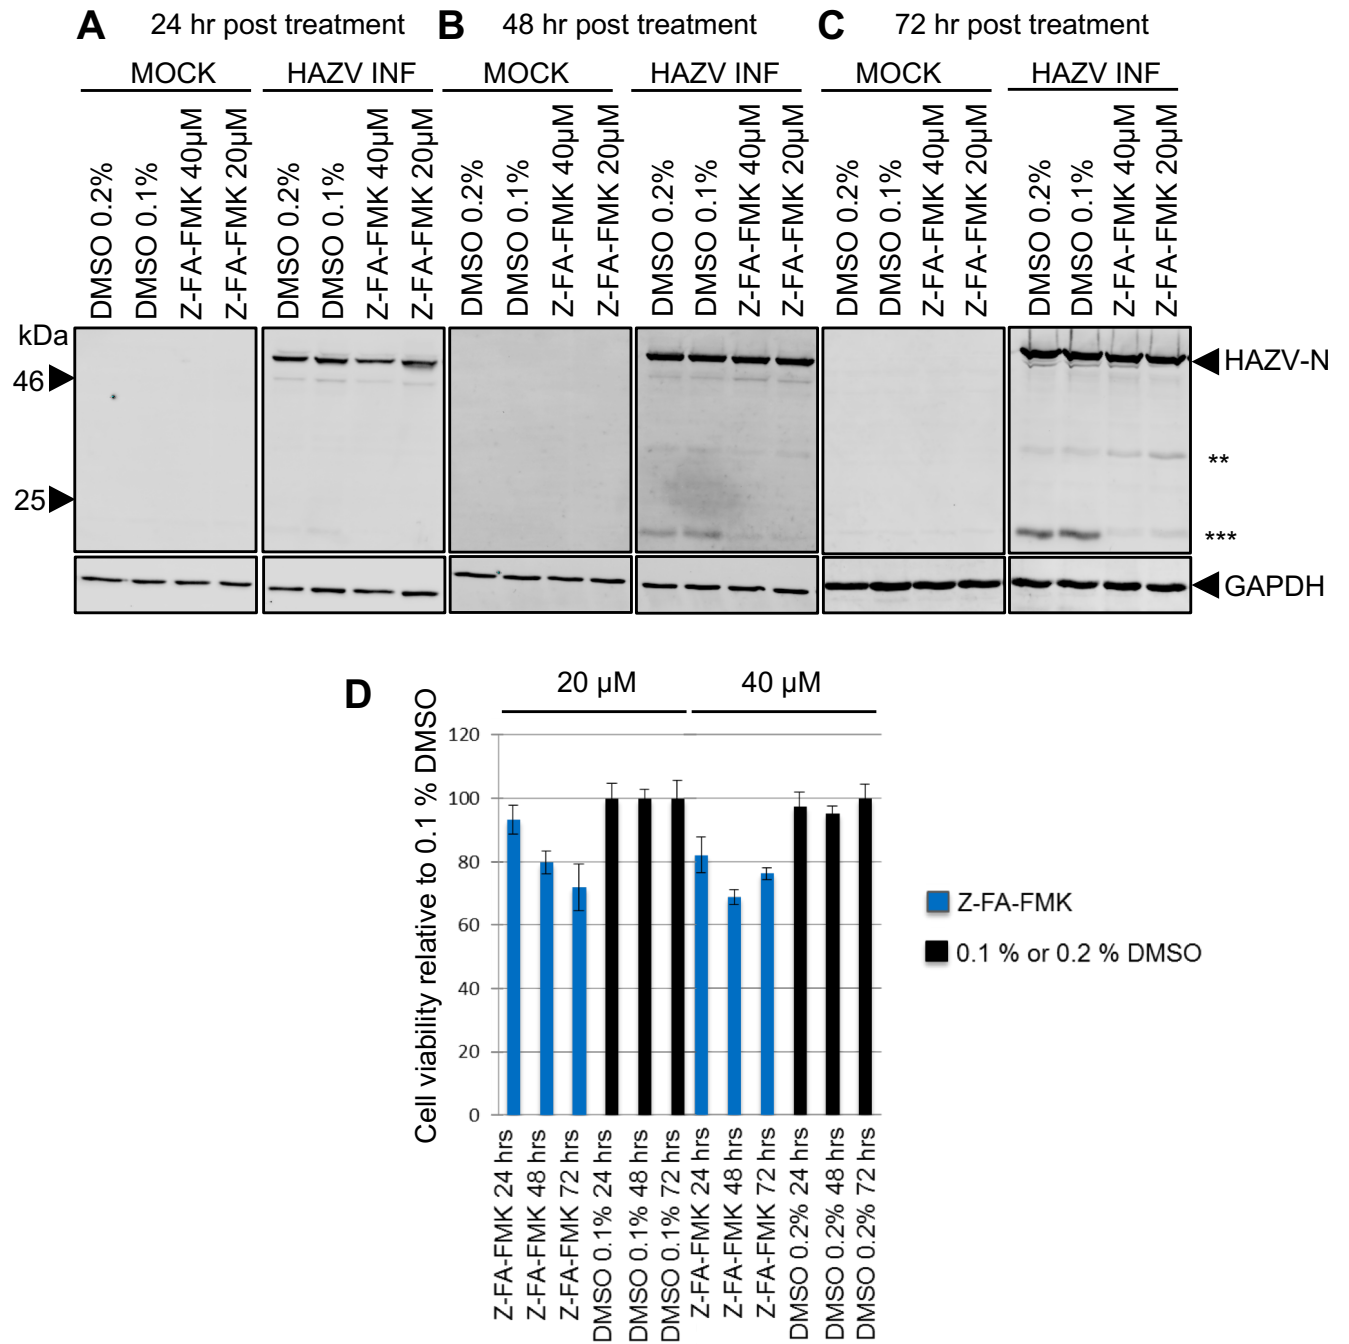 A 24 hr post treatment B 48 hr post treatment C 72 hr post treatment
MOCK HAZV INF MOCK HAZV INF MOCK HAZV INF
DMSO 0.2%
DMSO 0.1%
Z-FA-FMK 40µM
Z-FA-FMK 20µM
DMSO 0.2%
DMSO 0.1%
Z-FA-FMK 40µM
Z-FA-FMK 20µM
DMSO 0.2%
DMSO 0.1%
Z-FA-FMK 40µM
Z-FA-FMK 20µM
DMSO 0.2%
DMSO 0.1%
Z-FA-FMK 40µM
Z-FA-FMK 20µM
DMSO 0.2%
DMSO 0.1%
Z-FA-FMK 40µM
Z-FA-FMK 20µM
DMSO 0.2%
DMSO 0.1%
Z-FA-FMK 40µM
Z-FA-FMK 20µM
kDa
46
25
HAZV-N
**
***
GAPDH
D
20 µM 40 µM
Cell viability relative to 0.1 % DMSO
120
100
80
60
40
20
0
Z-FA-FMK 24 hrs
Z-FA-FMK 48 hrs
Z-FA-FMK 72 hrs
DMSO 0.1% 24 hrs
DMSO 0.1% 48 hrs
DMSO 0.1% 72 hrs
Z-FA-FMK 24 hrs
Z-FA-FMK 48 hrs
Z-FA-FMK 72 hrs
DMSO 0.2% 24 hrs
DMSO 0.2% 48 hrs
DMSO 0.2% 72 hrs
Z-FA-FMK
0.1 % or 0.2 % DMSO